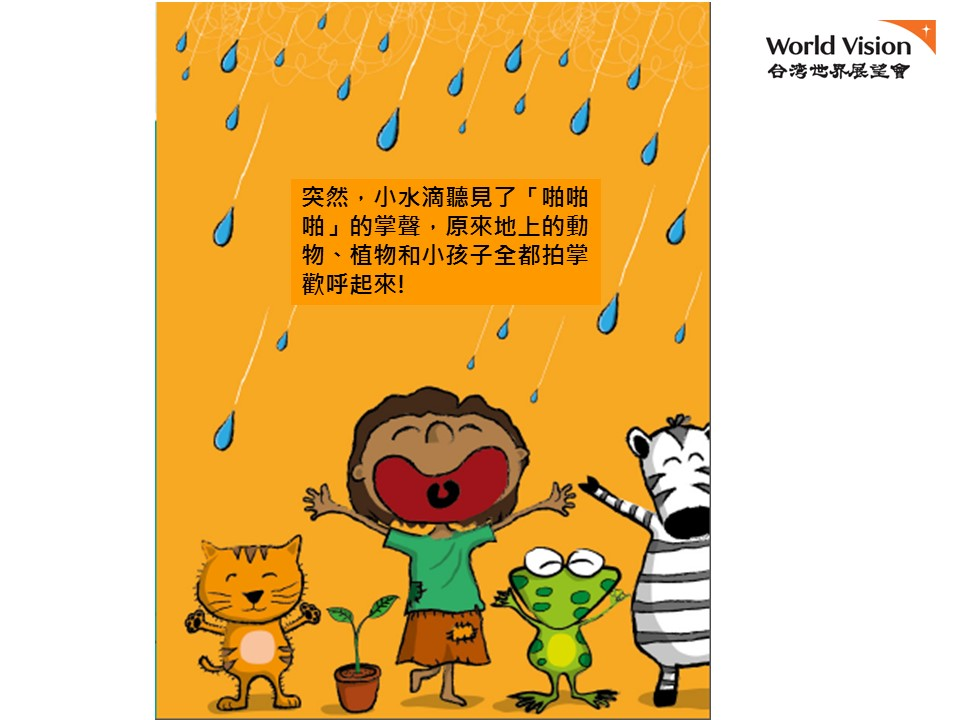 World Vision
台灣世界展望會
突然，小水滴聽見了「啪啪
啪」的掌聲，原來地上的動
物、植物和小孩子全都拍掌
歡呼起來!